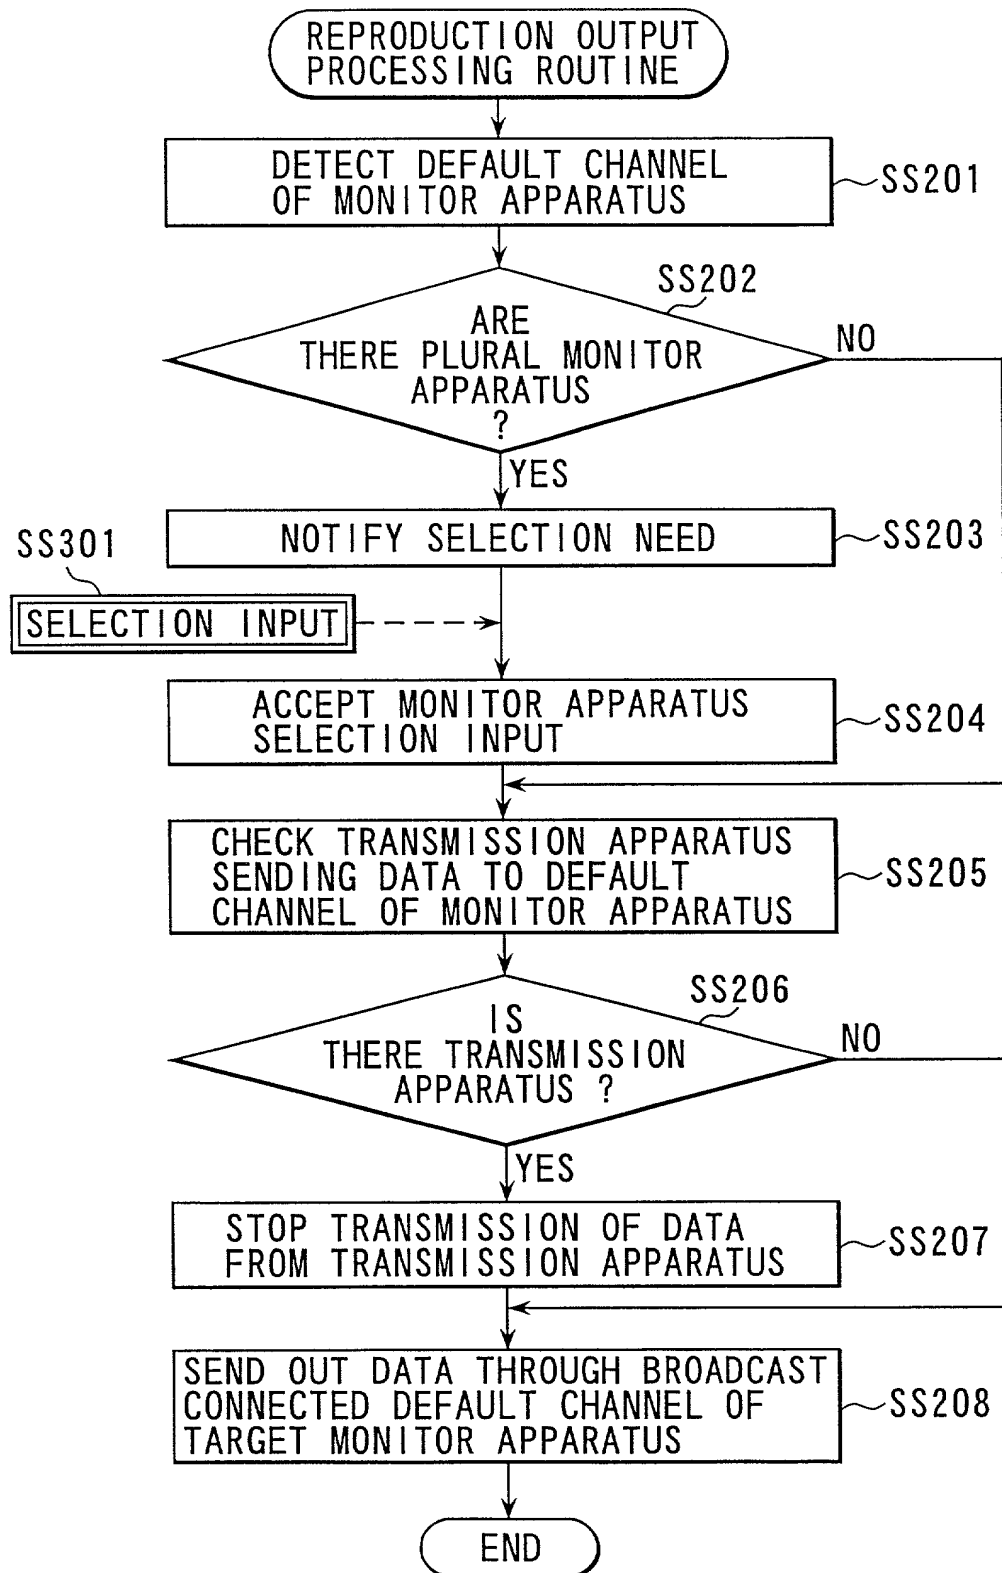 REPRODUCTION OUTPUT
PROCESSING ROUTINE
DETECT DEFAULT CHANNEL
OF MONITOR APPARATUS
SS201
SS202
ARE
THERE PLURAL MONITOR
APPARATUS
?
NO
YES
NOTIFY SELECTION NEED
SS203
SS301
SELECTION INPUT
ACCEPT MONITOR APPARATUS
SELECTION INPUT
SS204
CHECK TRANSMISSION APPARATUS
SENDING DATA TO DEFAULT
CHANNEL OF MONITOR APPARATUS
SS205
SS206
IS
THERE TRANSMISSION
APPARATUS ?
NO
YES
STOP TRANSMISSION OF DATA
FROM TRANSMISSION APPARATUS
SS207
SEND OUT DATA THROUGH BROADCAST
CONNECTED DEFAULT CHANNEL OF
TARGET MONITOR APPARATUS
SS208
END